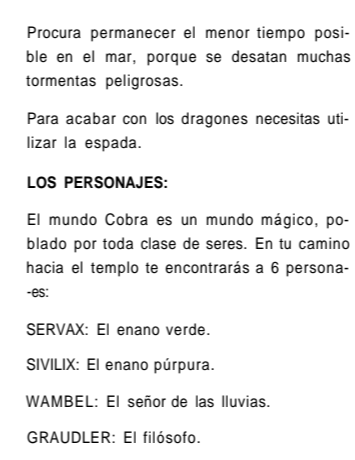 Procura permanecer el menor tiempo posi-
ble en el mar, porque se desatan muchas
tormentas peligrosas.
Para acabar con los dragones necesitas uti-
lizar la espada.
LOS PERSONAJES:
El mundo Cobra es un mundo mágico, po-
blado por toda clase de seres. En tu camino
hacia el templo te encontrarás a 6 persona-
-es:
SERVAX: El enano verde.
SIVILIX: El enano púrpura.
WAMBEL: El señor de las lluvias.
GRAUDLER: El filósofo.